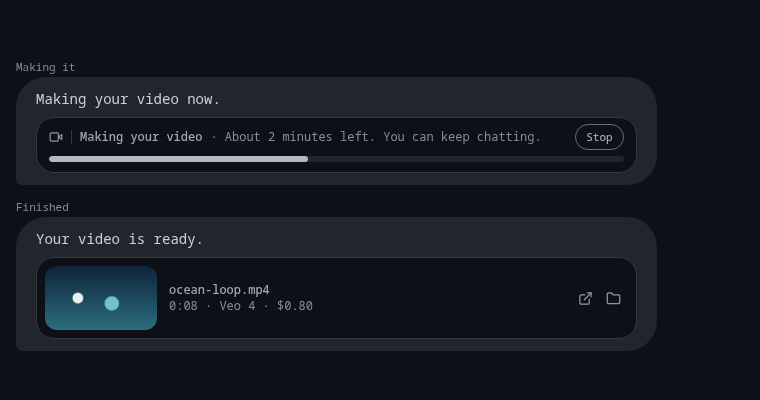 Making it
Making your video now.
Making your video · About 2 minutes left. You can keep chatting.
Stop
Finished
Your video is ready.
ocean-loop.mp4
0:08 · Veo 4 · $0.80